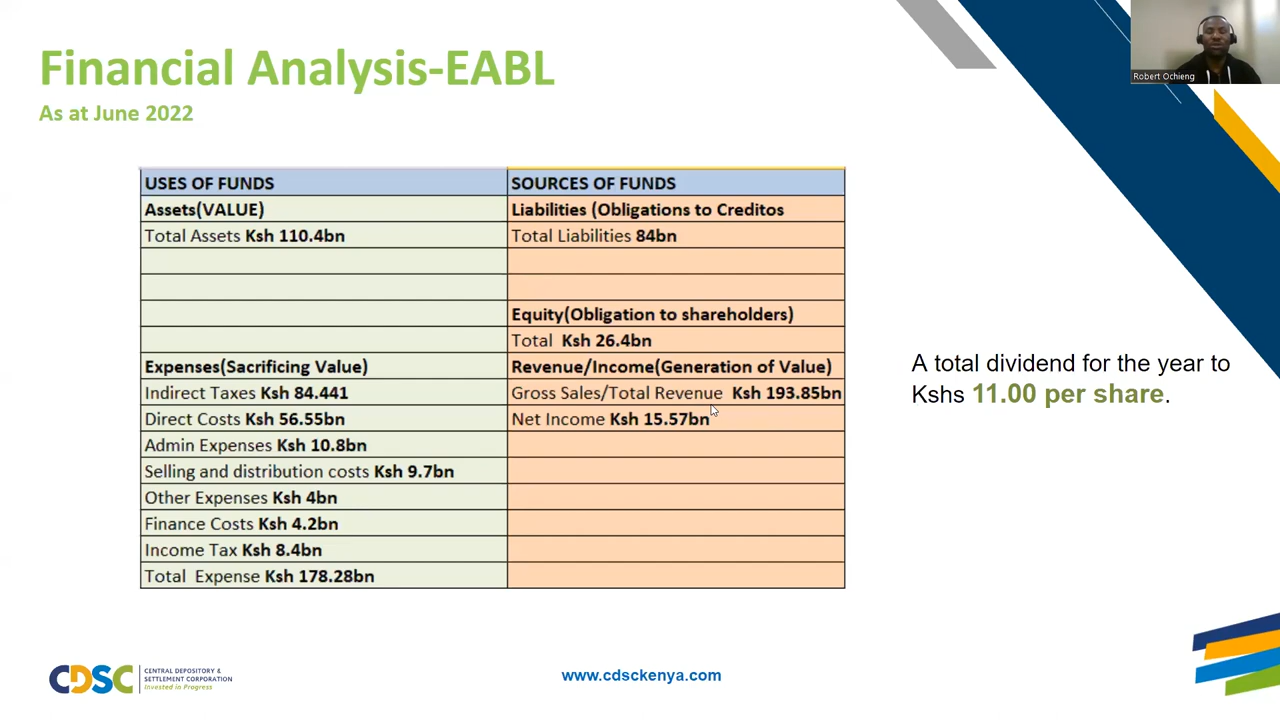 Financial Analysis-EABL
As at June 2022
Robert Ochieng
USES OF FUNDS
SOURCES OF FUNDS
Assets(VALUE)
Liabilities (Obligations to Creditos
Total Assets Ksh 110.4bn
Total Liabilities 84bn
Equity(Obligation to shareholders)
Total Ksh 26.4bn
Expenses(Sacrificing Value)
Revenue/Income(Generation of Value)
Indirect Taxes Ksh 84.441
Gross Sales/Total Revenue Ksh 193.85bn
Direct Costs Ksh 56.55bn
Net Income Ksh 15.57bn
Admin Expenses Ksh 10.8bn
Selling and distribution costs Ksh 9.7bn
Other Expenses Ksh 4bn
Finance Costs Ksh 4.2bn
Income Tax Ksh 8.4bn
Total Expense Ksh 178.28bn
A total dividend for the year to
Kshs 11.00 per share.
CDSC
CENTRAL DEPOSITORY &
SETTLEMENT CORPORATION
Invested in Progress
www.cdsckenya.com